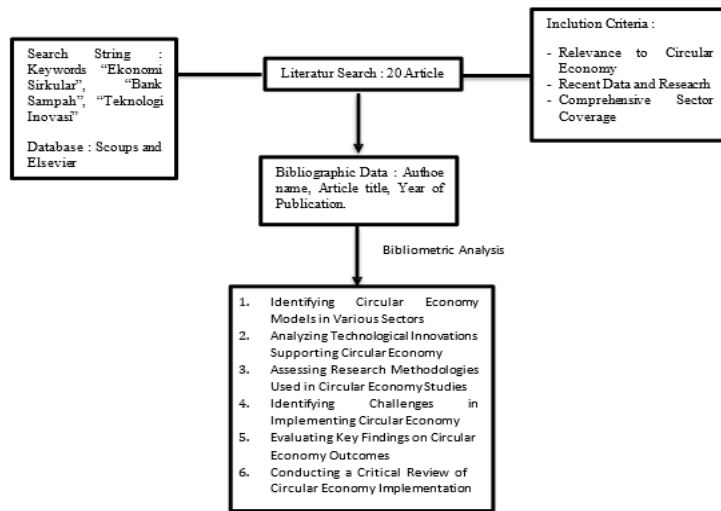 Search String :
Keywords “Ekonomi
Sirkular”, “Bank
Sampah”, “Teknologi
Inovasi”
Database : Scoups and
Elsevier
Literatur Search : 20 Article
Inclution Criteria :
- Relevance to Circular
Economy
- Recent Data and Reseacrh
- Comprehensive Sector
Coverage
Bibliographic Data : Authoe
name, Article title, Year of
Publication.
Bibliometric Analysis
1. Identifying Circular Economy
Models in Various Sectors
2. Analyzing Technological Innovations
Supporting Circular Economy
3. Assessing Research Methodologies
Used in Circular Economy Studies
4. Identifying Challenges in
Implementing Circular Economy
5. Evaluating Key Findings on Circular
Economy Outcomes
6. Conducting a Critical Review of
Circular Economy Implementation